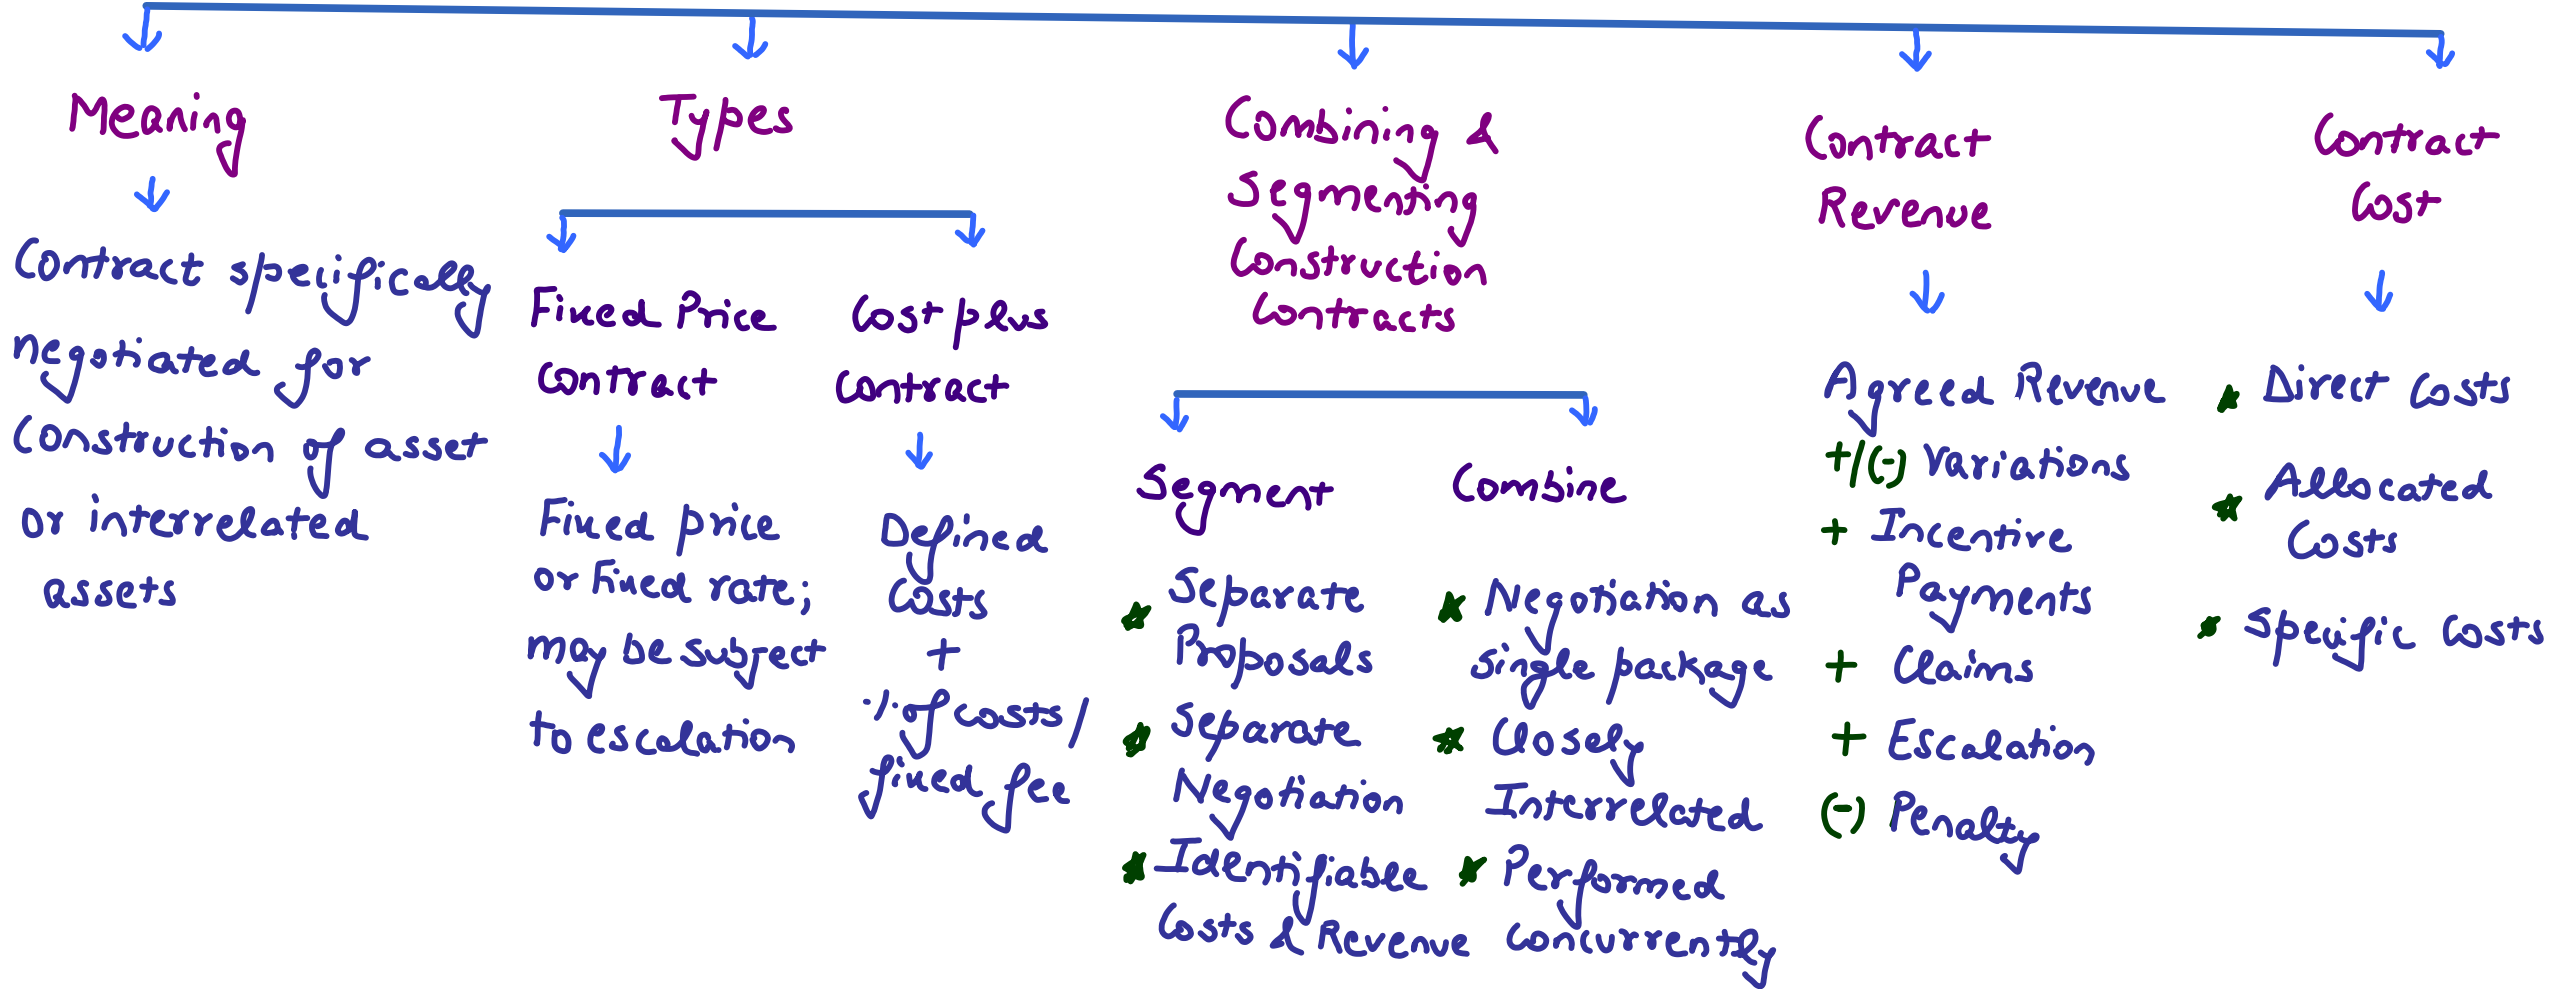 Meaning
Contract specifically
negotiated for
Construction of asset
or interrelated
assets
Types
Fixed Price
Contract
Fixed price
or Fixed rate;
may be subject
to escalation
Cost plus
Contract
Defined
Costs
+
% of costs/
fixed fee
Combining &
Segmenting
Construction
Contracts
Segment
Separate
Proposals
Separate
Negotiation
Identifiable
Costs & Revenue
Combine
Negotiation as
single package
Closely
Interrelated
Performed
Concurrently
Contract
Revenue
Agreed Revenue
+/(-) Variations
+ Incentive
Payments
+ Claims
+ Escalation
(-) Penalty
Contract
Cost
Direct Costs
Allocated
Costs
Specific Costs